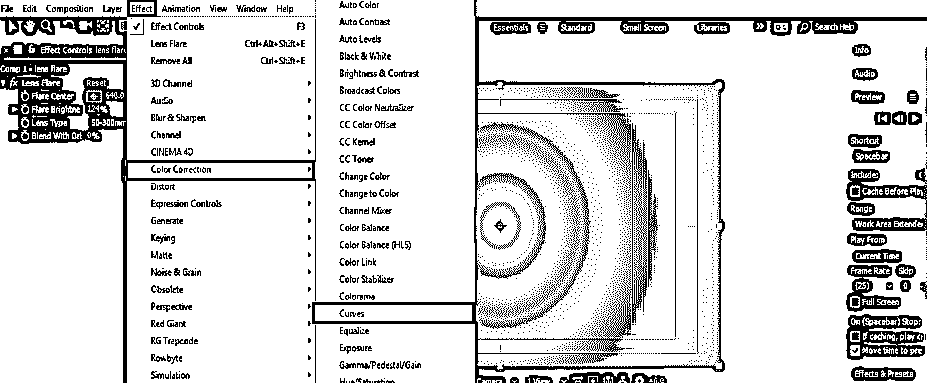 File Edit Composition Layer Effect Animation View Window Help
Effect Controls lens flare
Comp 1 • lens flare
fx Lens Flare Reset
Flare Center 640.0
Flare Brightne 124%
Lens Type 50-300mm
Blend With Ori 0%
Effect Controls F3
Lens Flare Ctrl+Alt+Shift+E
Remove All Ctrl+Shift+E
3D Channel
Audio
Blur & Sharpen
Channel
CINEMA 4D
Color Correction
Distort
Expression Controls
Generate
Keying
Matte
Noise & Grain
Obsolete
Perspective
Red Giant
RG Trapcode
Rowbyte
Simulation
Auto Color
Auto Contrast
Auto Levels
Black & White
Brightness & Contrast
Broadcast Colors
CC Color Neutralizer
CC Color Offset
CC Kernel
CC Toner
Change Color
Change to Color
Channel Mixer
Color Balance
Color Balance (HLS)
Color Link
Color Stabilizer
Colorama
Curves
Equalize
Exposure
Gamma/Pedestal/Gain
Hue/Saturation
Essentials Standard Small Screen Libraries Search Help
1 View
Info
Audio
Preview
Shortcut
Spacebar
Include:
Cache Before Play
Range
Work Area Extended
Play From
Current Time
Frame Rate Skip
(25) 0
Full Screen
On (Spacebar) Stop:
If caching, play
Move time to pre
Effects & Presets